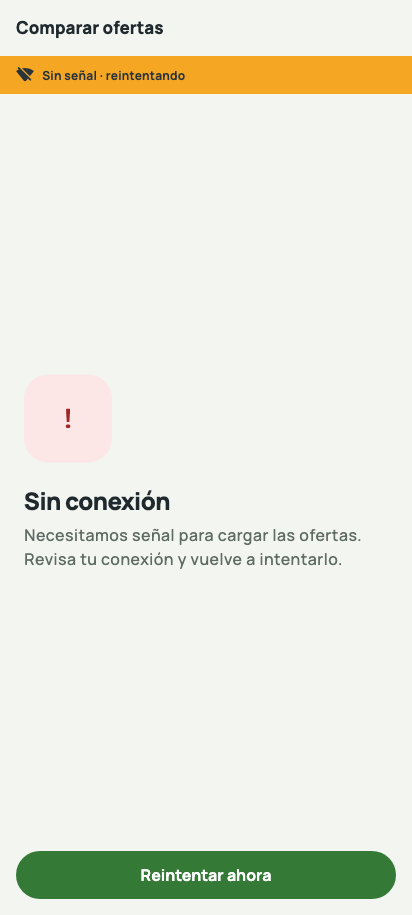 Comparar ofertas
Sin señal · reintentando
!
Sin conexión
Necesitamos señal para cargar las ofertas.
Revisa tu conexión y vuelve a intentarlo.
Reintentar ahora